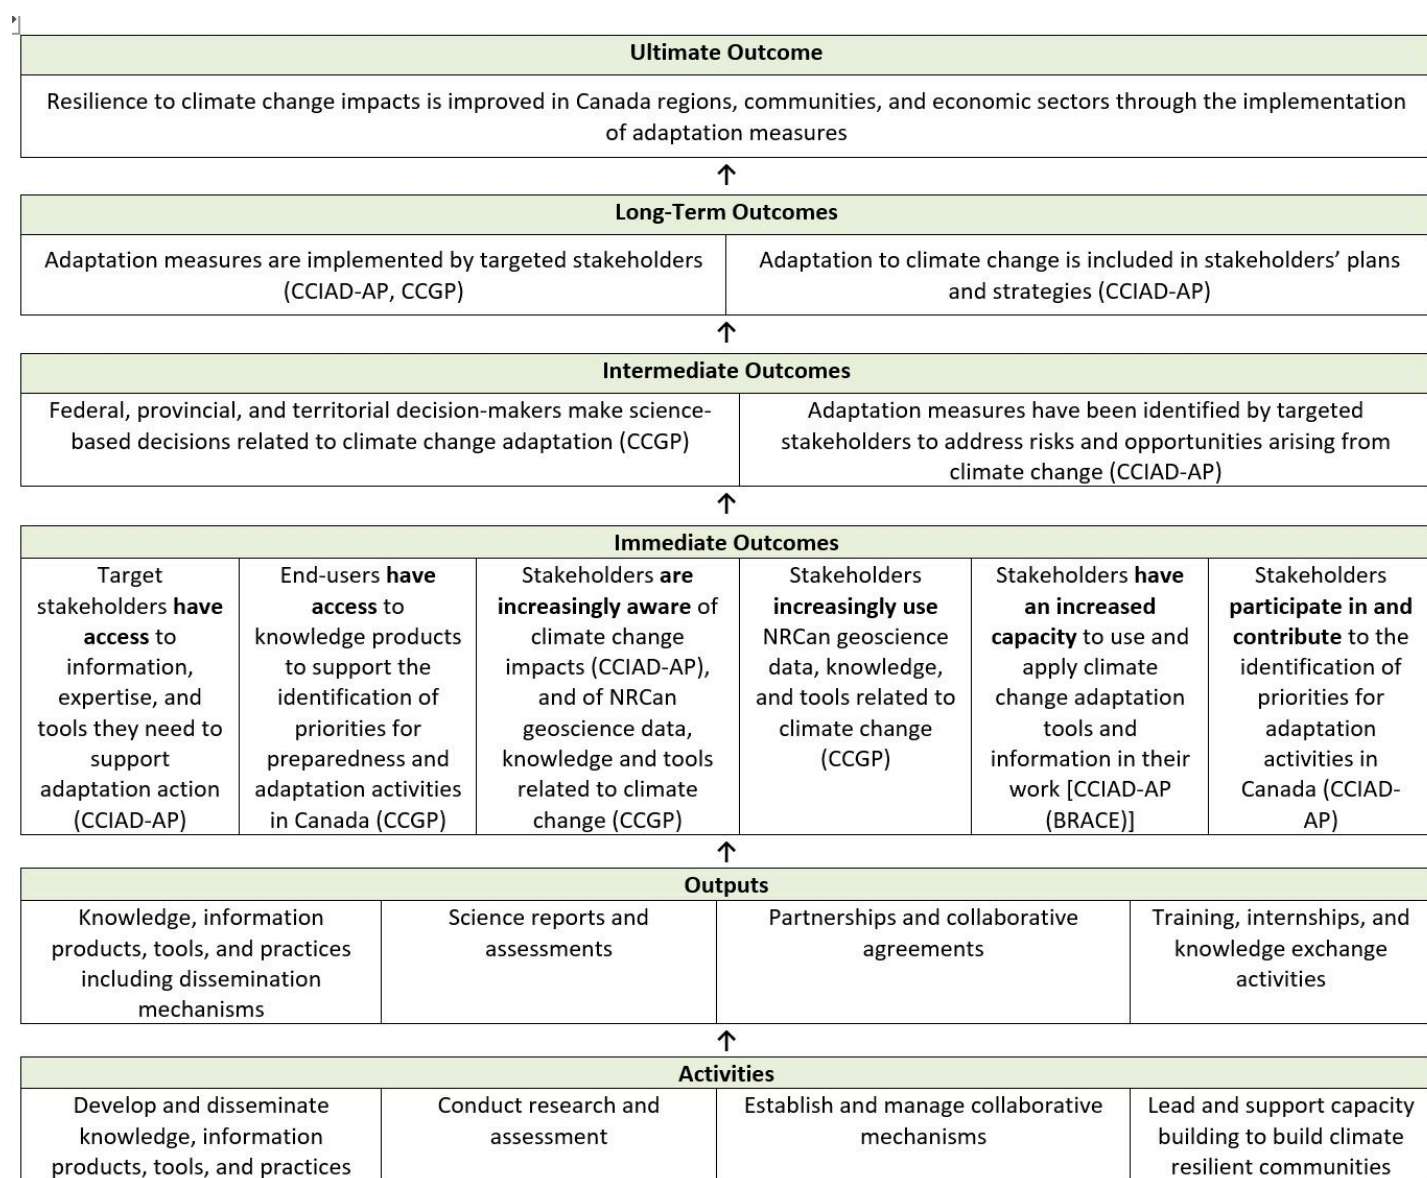 Ultimate Outcome
Resilience to climate change impacts is improved in Canada regions, communities, and economic sectors through the implementation
of adaptation measures
↑
Long-Term Outcomes
Adaptation measures are implemented by targeted stakeholders
(CCIAD-AP, CCGP)
Adaptation to climate change is included in stakeholders’ plans
and strategies (CCIAD-AP)
↑
Intermediate Outcomes
Federal, provincial, and territorial decision-makers make science-
based decisions related to climate change adaptation (CCGP)
Adaptation measures have been identified by targeted
stakeholders to address risks and opportunities arising from
climate change (CCIAD-AP)
↑
Immediate Outcomes
Target
stakeholders have
access to
information,
expertise, and
tools they need to
support
adaptation action
(CCIAD-AP)
End-users have
access to
knowledge products
to support the
identification of
priorities for
preparedness and
adaptation activities
in Canada (CCGP)
Stakeholders are
increasingly aware of
climate change
impacts (CCIAD-AP),
and of NRCan
geoscience data,
knowledge and tools
related to climate
change (CCGP)
Stakeholders
increasingly use
NRCan geoscience
data, knowledge,
and tools related to
climate change
(CCGP)
Stakeholders have
an increased
capacity to use and
apply climate
change adaptation
tools and
information in their
work [CCIAD-AP
(BRACE)]
Stakeholders
participate in and
contribute to the
identification of
priorities for
adaptation
activities in
Canada (CCIAD-
AP)
↑
Outputs
Knowledge, information
products, tools, and practices
including dissemination
mechanisms
Science reports and
assessments
Partnerships and collaborative
agreements
Training, internships, and
knowledge exchange
activities
↑
Activities
Develop and disseminate
knowledge, information
products, tools, and practices
Conduct research and
assessment
Establish and manage collaborative
mechanisms
Lead and support capacity
building to build climate
resilient communities